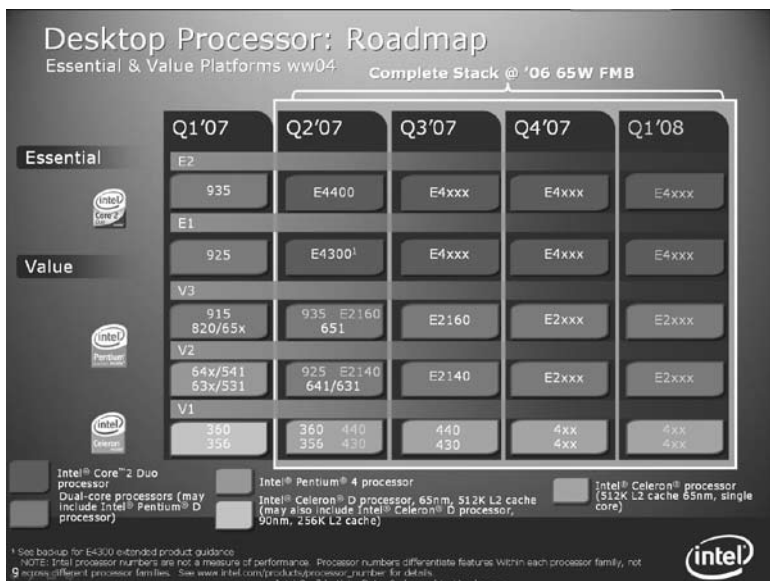 Desktop Processor: Roadmap
Essential & Value Platforms ww04
Complete Stack @ '06 65W FMB
Q1'07 Q2'07 Q3'07 Q4'07 Q1'08
Essential
E2
935 E4400 E4xxx E4xxx E4xxx
intel
Core 2
Duo
E1
925 E4300¹ E4xxx E4xxx E4xxx
Value
V3
915 935 E2160 E2160 E2xxx E2xxx
820/65x 651
intel
Pentium
V2
64x/541 925 E2140 E2140 E2xxx E2xxx
63x/531 641/631
V1
intel
Celeron
360 360 440 440 4xx 4xx
356 356 430 430 4xx 4xx
Intel® Core™2 Duo
processor
Dual-core processors (may
include Intel® Pentium® D
processor)
Intel® Pentium® 4 processor
Intel® Celeron® D processor, 65nm, 512K L2 cache
(may also include Intel® Celeron® D processor,
90nm, 256K L2 cache)
Intel® Celeron® processor
(512K L2 cache 65nm, single
core)
¹ See backup for E4300 extended product guidance
NOTE: Intel processor numbers are not a measure of performance. Processor numbers differentiate features within each processor family, not
9 across different processor families. See www.intel.com/products/processor_number for details.
intel